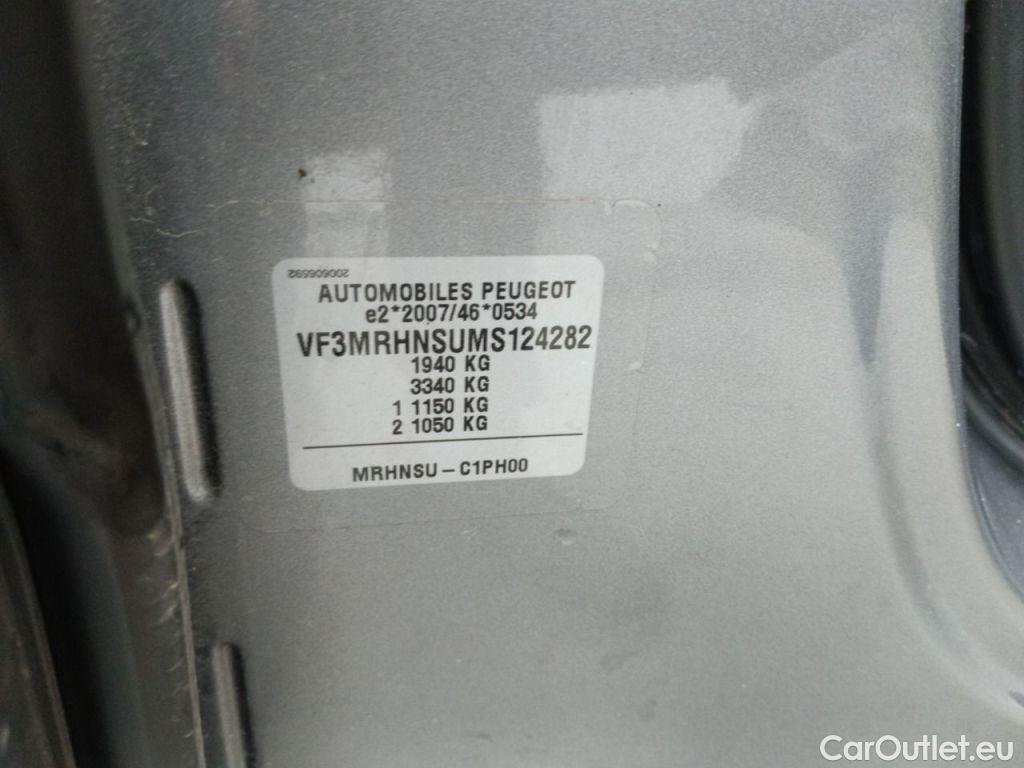 200606592
AUTOMOBILES PEUGEOT
e2*2007/46*0534
VF3MRHNSUMS124282
1940 KG
3340 KG
1 1150 KG
2 1050 KG
MRHNSU – C1PH00
CarOutlet.eu